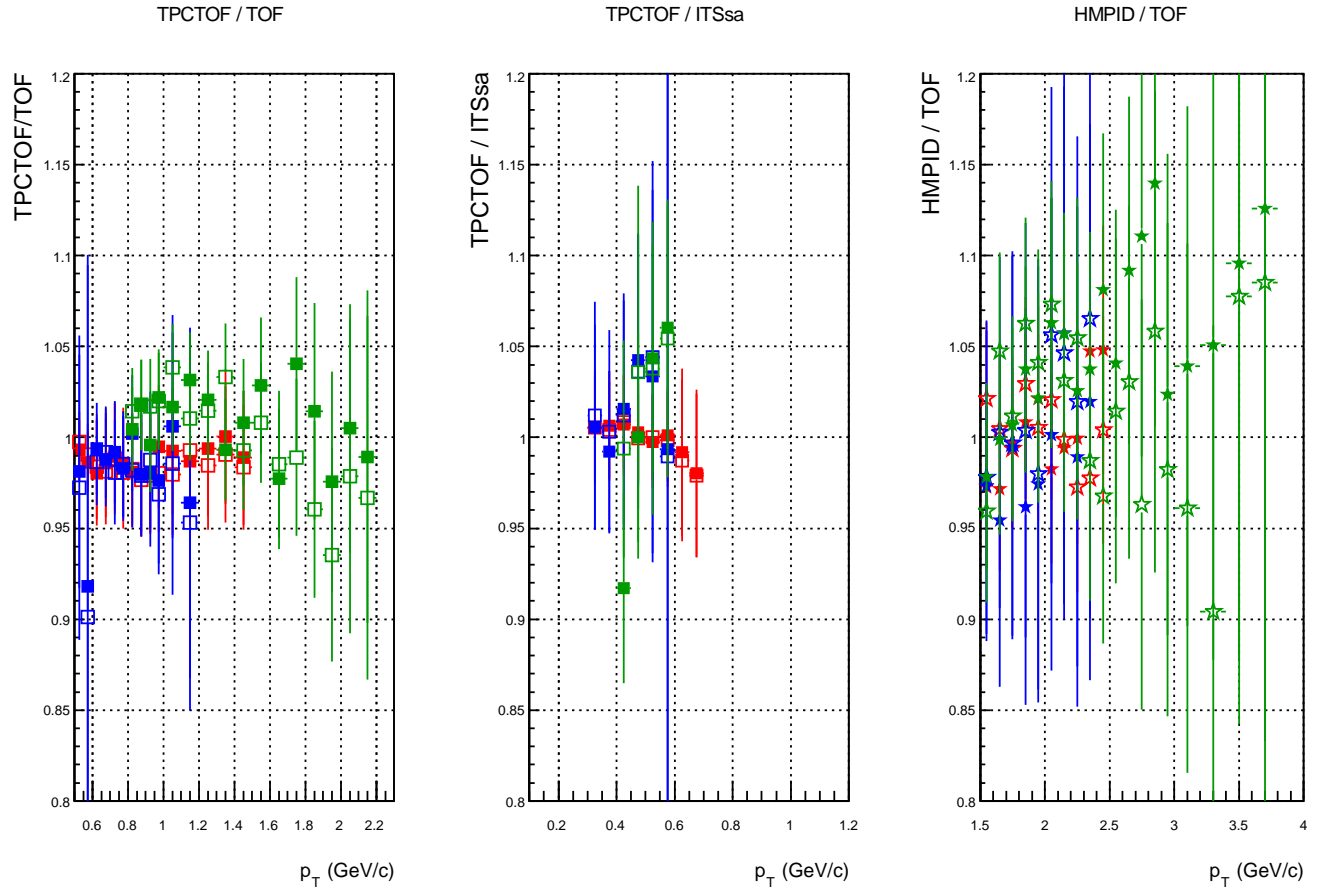 TPCTOF / TOF
TPCTOF / ITSsa
HMPID / TOF
TPCTOF/TOF
1.2
1.15
1.1
1.05
1
0.95
0.9
0.85
0.8
0.6 0.8 1 1.2 1.4 1.6 1.8 2 2.2
p_T (GeV/c)
TPCTOF / ITSsa
1.2
1.15
1.1
1.05
1
0.95
0.9
0.85
0.8
0.2 0.4 0.6 0.8 1 1.2
p_T (GeV/c)
HMPID / TOF
1.2
1.15
1.1
1.05
1
0.95
0.9
0.85
0.8
1.5 2 2.5 3 3.5 4
p_T (GeV/c)